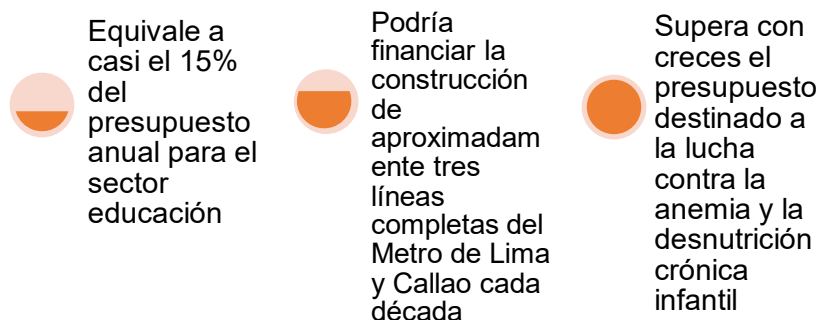 Equivale a
casi el 15%
del
presupuesto
anual para el
sector
educación
Podría
financiar la
construcción
de
aproximadam
ente tres
líneas
completas del
Metro de Lima
y Callao cada
década
Supera con
creces el
presupuesto
destinado a
la lucha
contra la
anemia y la
desnutrición
crónica
infantil